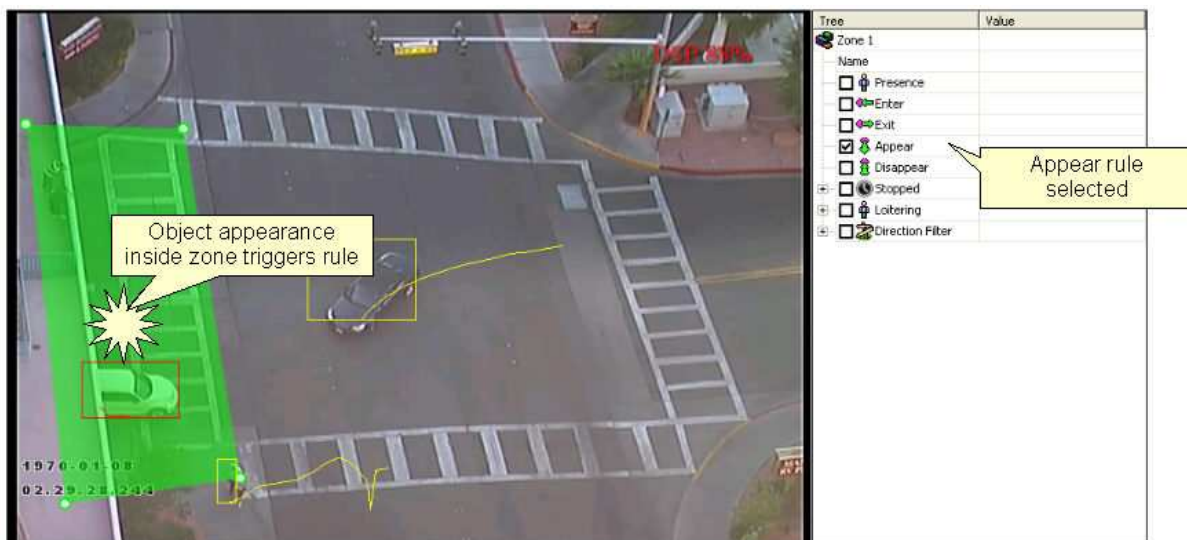 Tree Value
Zone 1
Name
Presence
Enter
Exit
Appear
Disappear
Stopped
Loitering
Direction Filter
Appear rule
selected
Object appearance
inside zone triggers rule
1970-01-08
02.29.28.244